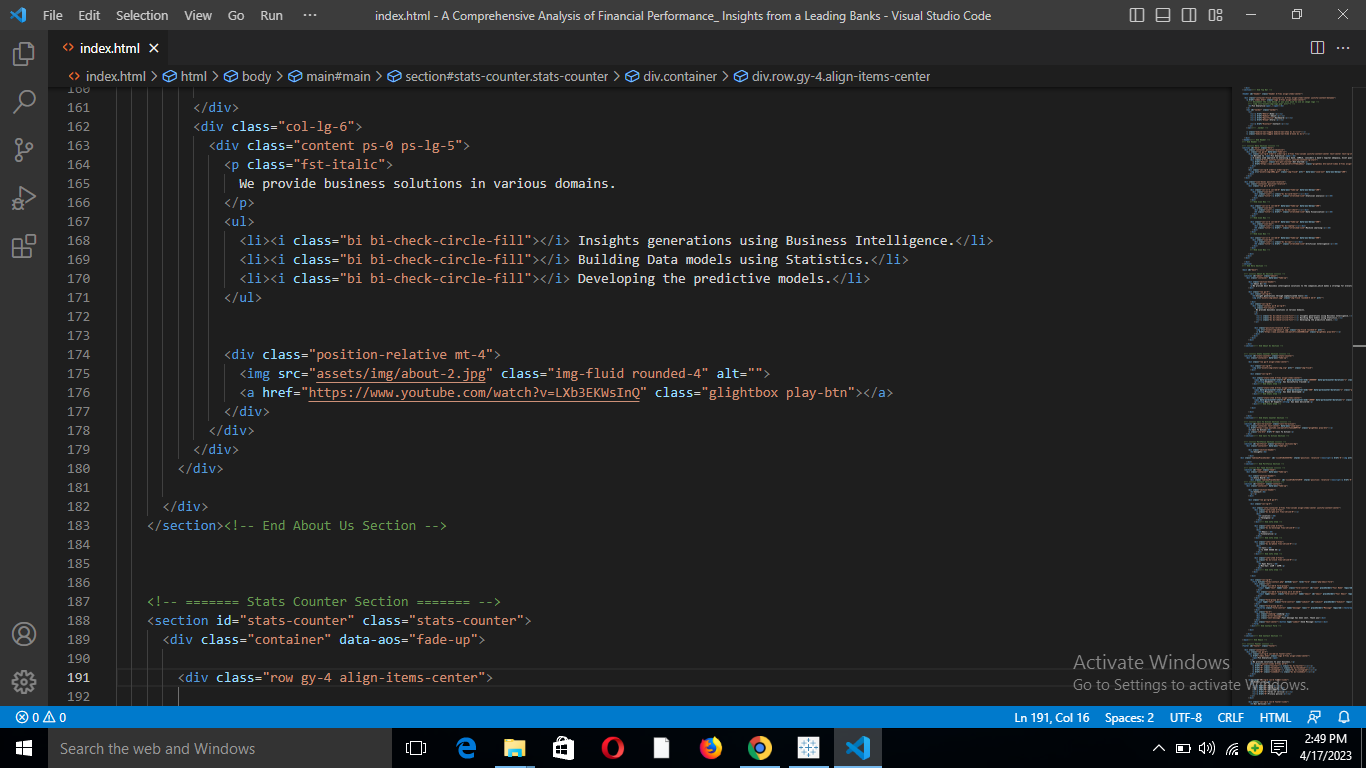 File Edit Selection View Go Run ··· index.html - A Comprehensive Analysis of Financial Performance_ Insights from a Leading Banks - Visual Studio Code
index.html
index.html > html > body > main#main > section#stats-counter.stats-counter > div.container > div.row.gy-4.align-items-center
160
161 </div>
162 <div class="col-lg-6">
163 <div class="content ps-0 ps-lg-5">
164 <p class="fst-italic">
165 We provide business solutions in various domains.
166 </p>
167 <ul>
168 <li><i class="bi bi-check-circle-fill"></i> Insights generations using Business Intelligence.</li>
169 <li><i class="bi bi-check-circle-fill"></i> Building Data models using Statistics.</li>
170 <li><i class="bi bi-check-circle-fill"></i> Developing the predictive models.</li>
171 </ul>
172
173
174 <div class="position-relative mt-4">
175 <img src="assets/img/about-2.jpg" class="img-fluid rounded-4" alt="">
176 <a href="https://www.youtube.com/watch?v=LXb3EKWsInQ" class="glightbox play-btn"></a>
177 </div>
178 </div>
179 </div>
180 </div>
181
182 </div>
183 </section><!-- End About Us Section -->
184
185
186
187 <!-- ======= Stats Counter Section ======= -->
188 <section id="stats-counter" class="stats-counter">
189 <div class="container" data-aos="fade-up">
190
191 <div class="row gy-4 align-items-center">
192
Activate Windows
Go to Settings to activate Windows.
0 0 Ln 191, Col 16 Spaces: 2 UTF-8 CRLF HTML
Search the web and Windows
2:49 PM
4/17/2023